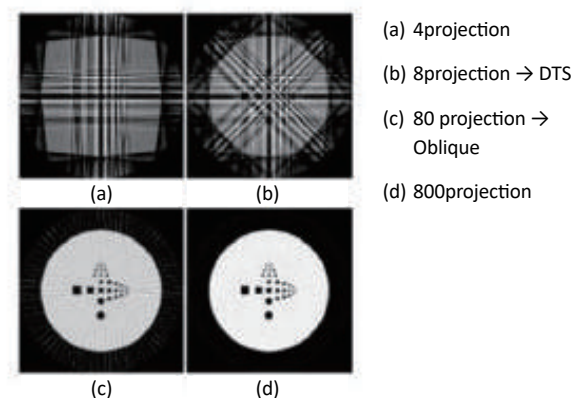 (a) (b)
(c) (d)
(a) 4projection
(b) 8projection → DTS
(c) 80 projection →
Oblique
(d) 800projection